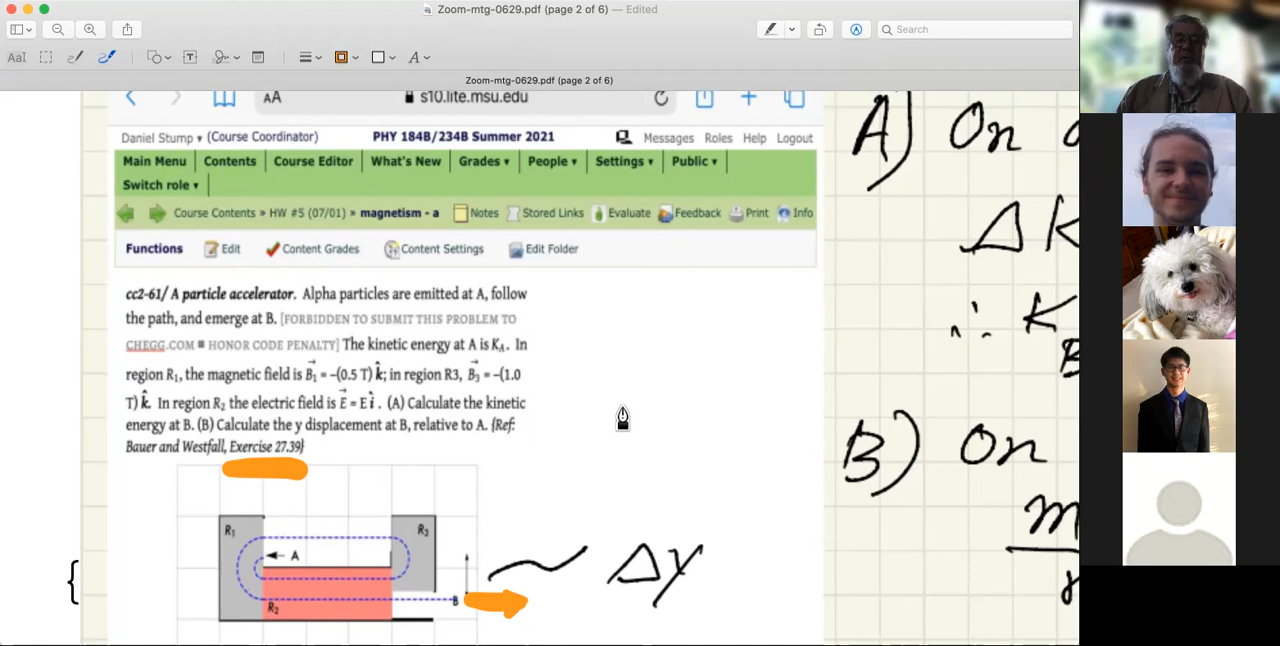 Zoom-mtg-0629.pdf (page 2 of 6) — Edited
Search
AaI
A
Zoom-mtg-0629.pdf (page 2 of 6)
AA
s10.lite.msu.edu
Daniel Stump ▾ (Course Coordinator)
PHY 184B/234B Summer 2021
Messages Roles Help Logout
Main Menu Contents Course Editor What's New Grades ▾ People ▾ Settings ▾ Public ▾
Switch role ▾
Course Contents » HW #5 (07/01) » magnetism - a Notes Stored Links Evaluate Feedback Print Info
Functions Edit Content Grades Content Settings Edit Folder
cc2-61/ A particle accelerator. Alpha particles are emitted at A, follow
the path, and emerge at B. [FORBIDDEN TO SUBMIT THIS PROBLEM TO
CHEGG.COM ■ HONOR CODE PENALTY] The kinetic energy at A is K_A. In
region R₁, the magnetic field is B⃗₁ = −(0.5 T) k̂; in region R3, B⃗₃ = −(1.0
T) k̂. In region R₂ the electric field is E⃗ = E î . (A) Calculate the kinetic
energy at B. (B) Calculate the y displacement at B, relative to A. {Ref:
Bauer and Westfall, Exercise 27.39}
R₁
R₃
A
R₂
B
{
Δy
A) On
ΔK
∴ K
B
B) On
m